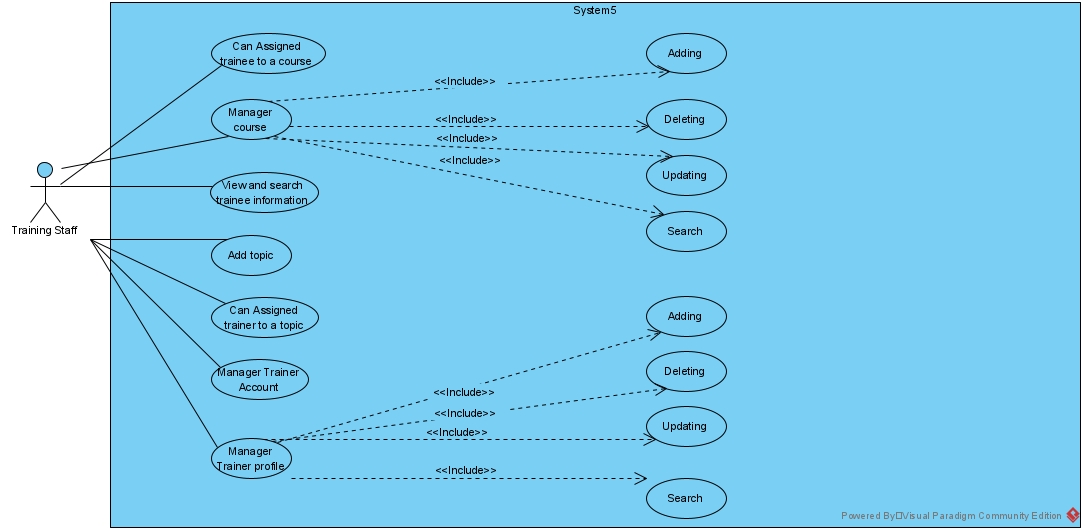 System5
Can Assigned
trainee to a course
Adding
<<Include>>
Manager
course
<<Include>>
Deleting
<<Include>>
<<Include>>
Updating
View and search
trainee information
Training Staff
Search
Add topic
Can Assigned
trainer to a topic
Adding
Manager Trainer
Account
Deleting
<<Include>>
<<Include>>
<<Include>>
Updating
Manager
Trainer profile
<<Include>>
Search
Powered By Visual Paradigm Community Edition